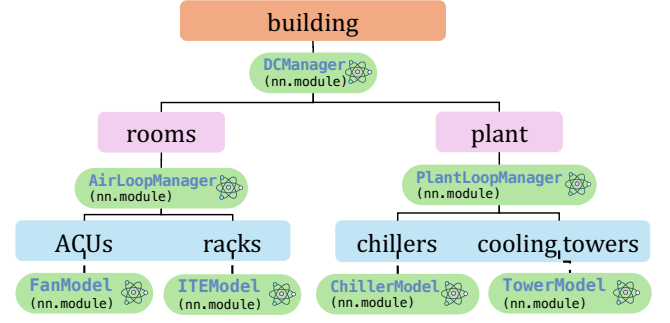 building
DCManager
(nn.module)
rooms
plant
AirLoopManager
(nn.module)
PlantLoopManager
(nn.module)
ACUs
racks
chillers
cooling towers
FanModel
(nn.module)
ITEModel
(nn.module)
ChillerModel
(nn.module)
TowerModel
(nn.module)